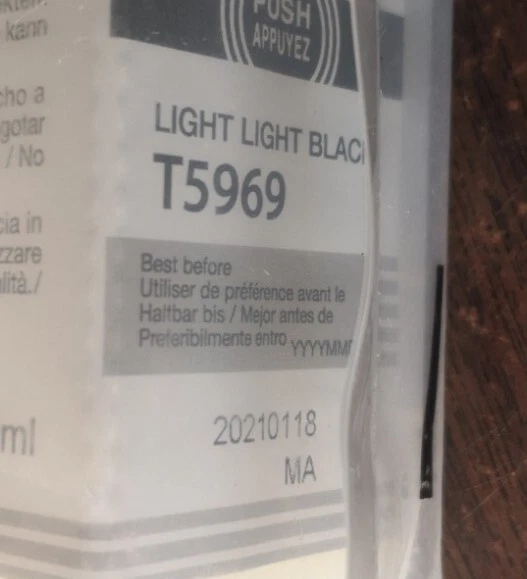 kann
cho a
gotar
/ No
cia in
zzare
lità./
ml
PUSH
APPUYEZ
LIGHT LIGHT BLAC
T5969
Best before
Utiliser de préférence avant le
Haltbar bis / Mejor antes de
Preferibilmente entro YYYYMM
20210118
MA